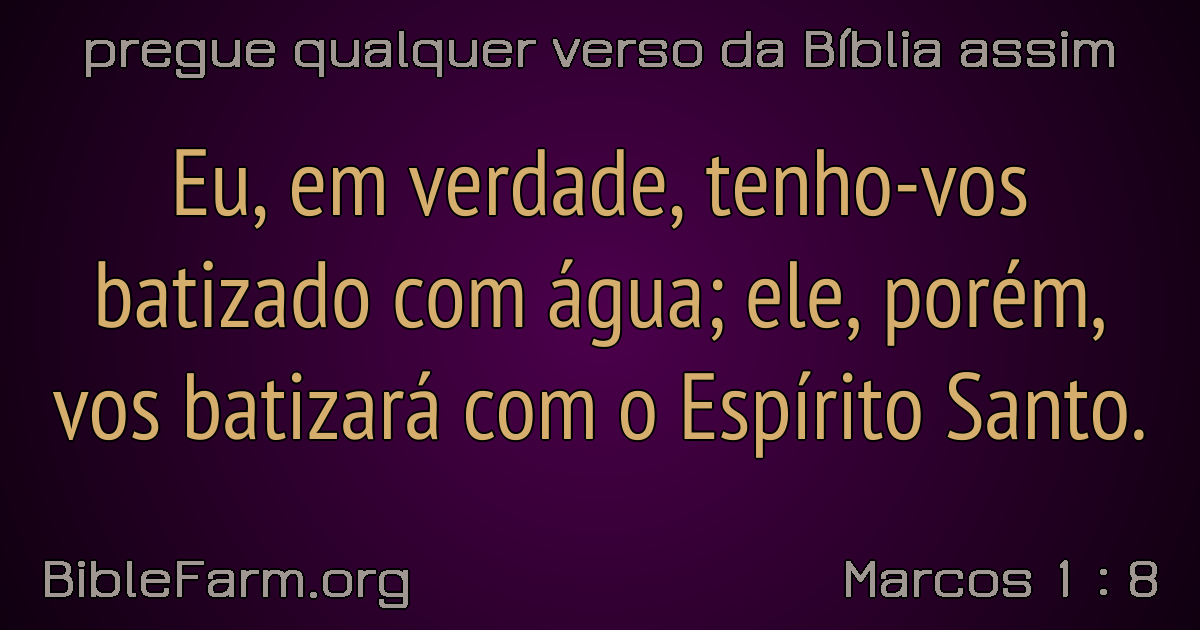 pregue qualquer verso da Bíblia assim
Eu, em verdade, tenho-vos
batizado com água; ele, porém,
vos batizará com o Espírito Santo.
BibleFarm.org
Marcos 1 : 8